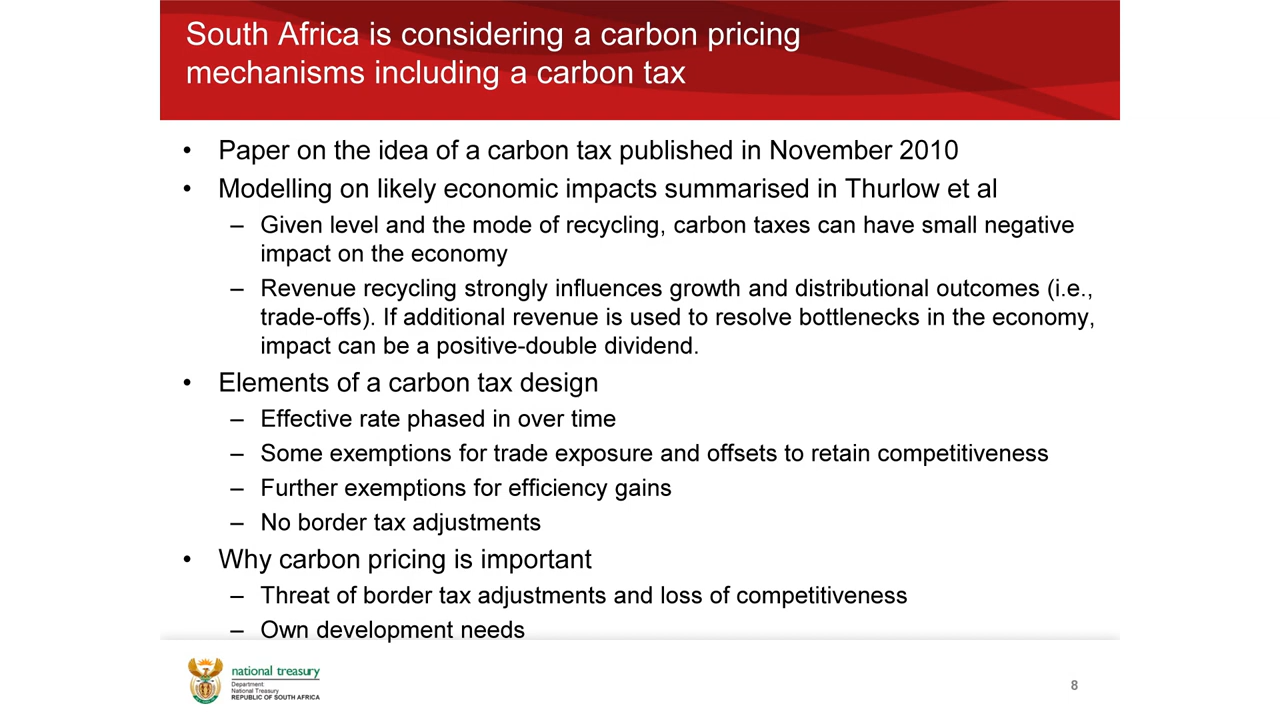 South Africa is considering a carbon pricing
mechanisms including a carbon tax
• Paper on the idea of a carbon tax published in November 2010
• Modelling on likely economic impacts summarised in Thurlow et al
– Given level and the mode of recycling, carbon taxes can have small negative
impact on the economy
– Revenue recycling strongly influences growth and distributional outcomes (i.e.,
trade-offs). If additional revenue is used to resolve bottlenecks in the economy,
impact can be a positive-double dividend.
• Elements of a carbon tax design
– Effective rate phased in over time
– Some exemptions for trade exposure and offsets to retain competitiveness
– Further exemptions for efficiency gains
– No border tax adjustments
• Why carbon pricing is important
– Threat of border tax adjustments and loss of competitiveness
– Own development needs
national treasury
Department:
National Treasury
REPUBLIC OF SOUTH AFRICA
8